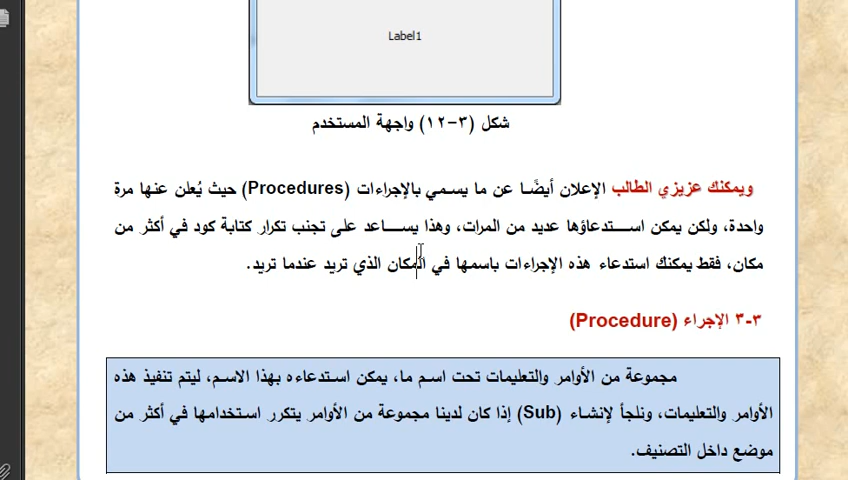 Label1
شكل (٣-١٢) واجهة المستخدم
ويمكنك عزيزي الطالب الإعلان أيضًا عن ما يسمي بالإجراءات (Procedures) حيث يُعلن عنها مرة
واحدة، ولكن يمكن استدعاؤها عديد من المرات، وهذا يساعد على تجنب تكرار كتابة كود في أكثر من
مكان، فقط يمكنك استدعاء هذه الإجراءات باسمها في المكان الذي تريد عندما تريد.
٣-٣ الإجراء (Procedure)
مجموعة من الأوامر والتعليمات تحت اسم ما، يمكن استدعاءه بهذا الاسم، ليتم تنفيذ هذه
الأوامر والتعليمات، ونلجأ لإنشاء (Sub) إذا كان لدينا مجموعة من الأوامر يتكرر استخدامها في أكثر من
موضع داخل التصنيف.